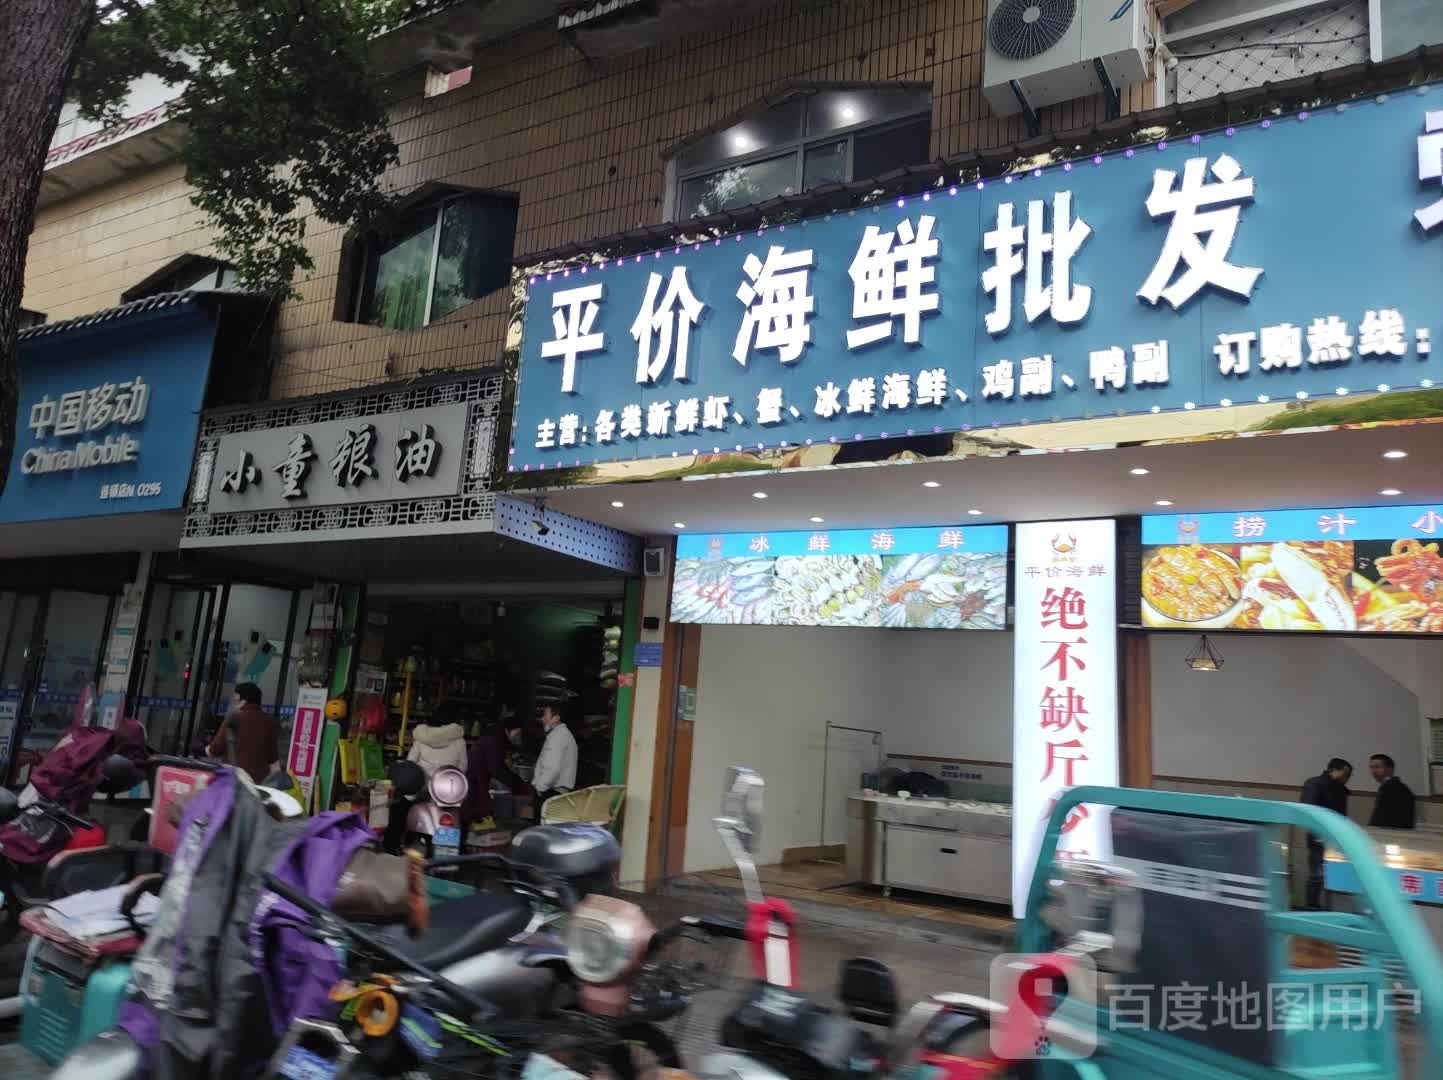 平价海鲜批发
主营:各类新鲜虾、蟹、冰鲜海鲜、鸡副、鸭副 订购热线:
中国移动
China Mobile
小童粮油
冰鲜海鲜
平价海鲜
绝不缺斤
捞汁小
百度地图用户